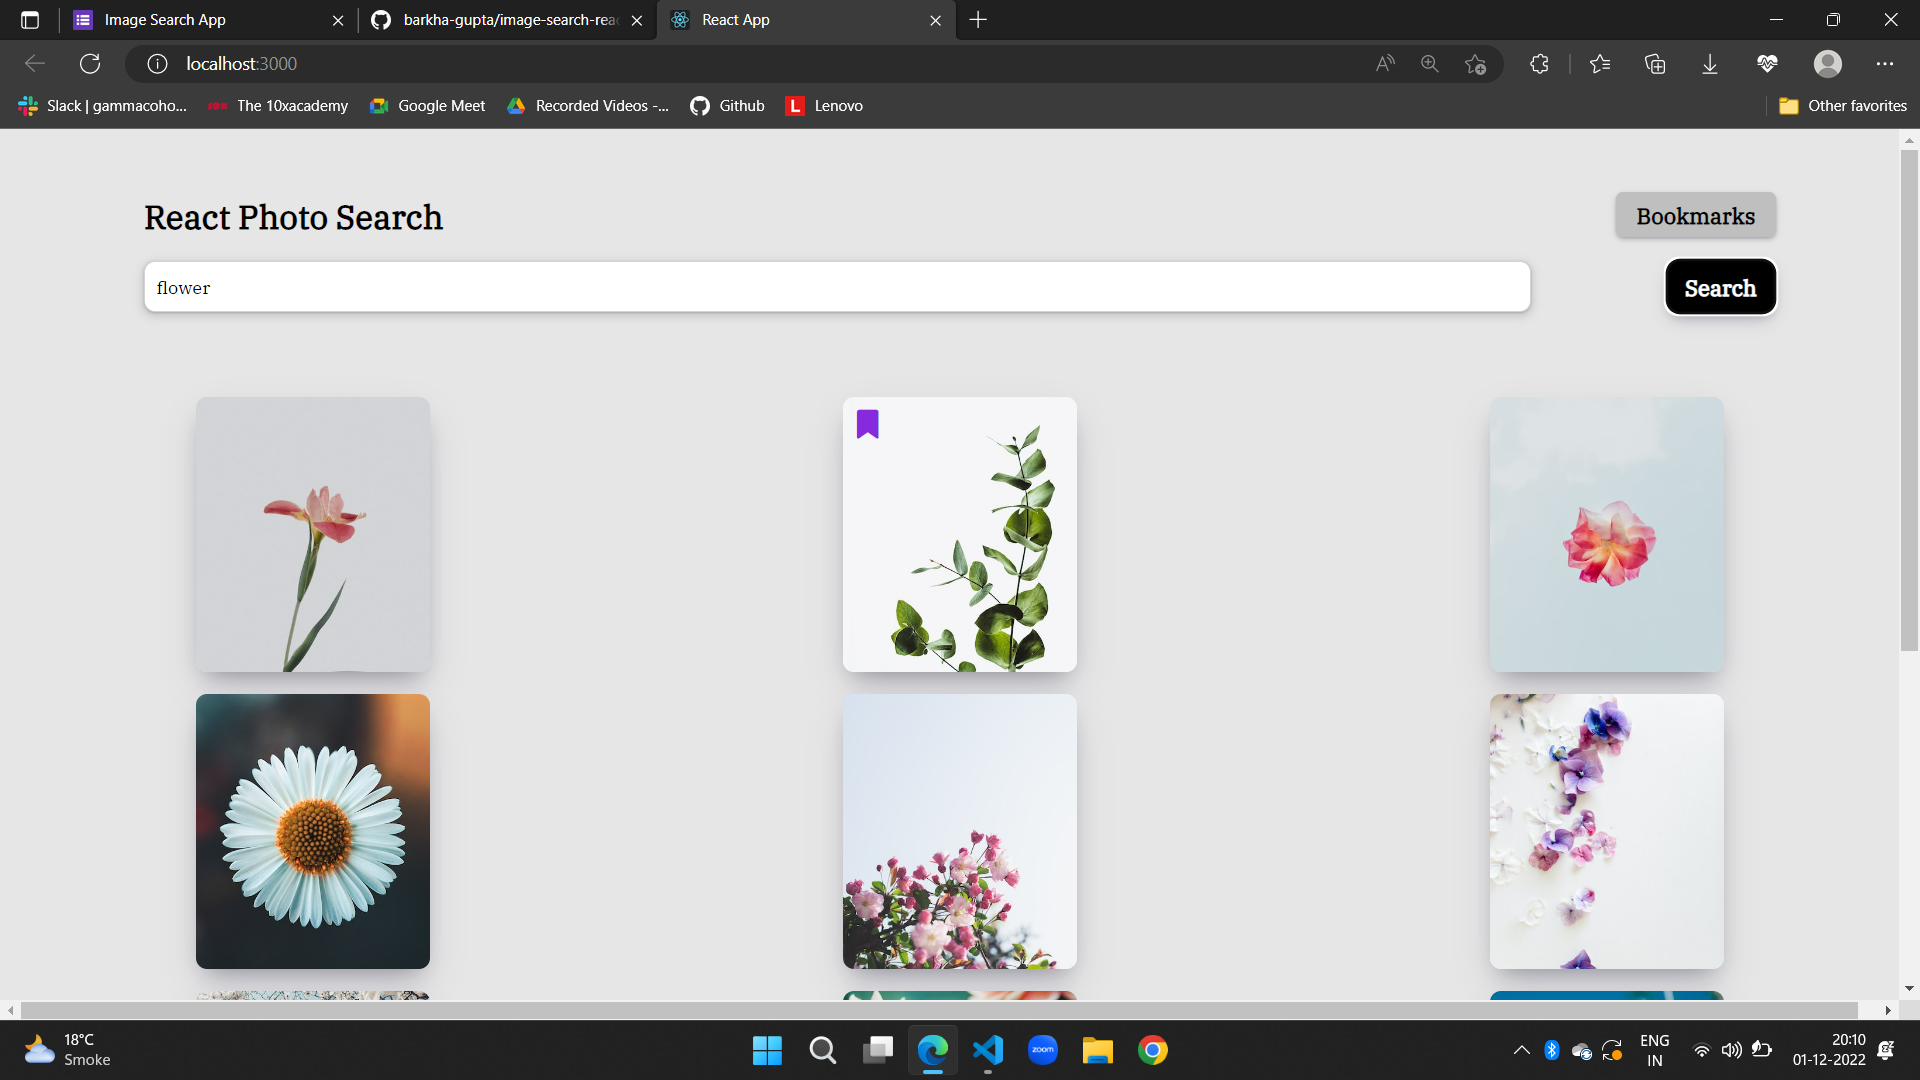 Image Search App
barkha-gupta/image-search-rea
React App
localhost:3000
Slack | gammacoho...
The 10xacademy
Google Meet
Recorded Videos -...
Github
L
Lenovo
Other favorites
React Photo Search
Bookmarks
flower
Search
18°C
Smoke
zoom
ENG
IN
20:10
01-12-2022